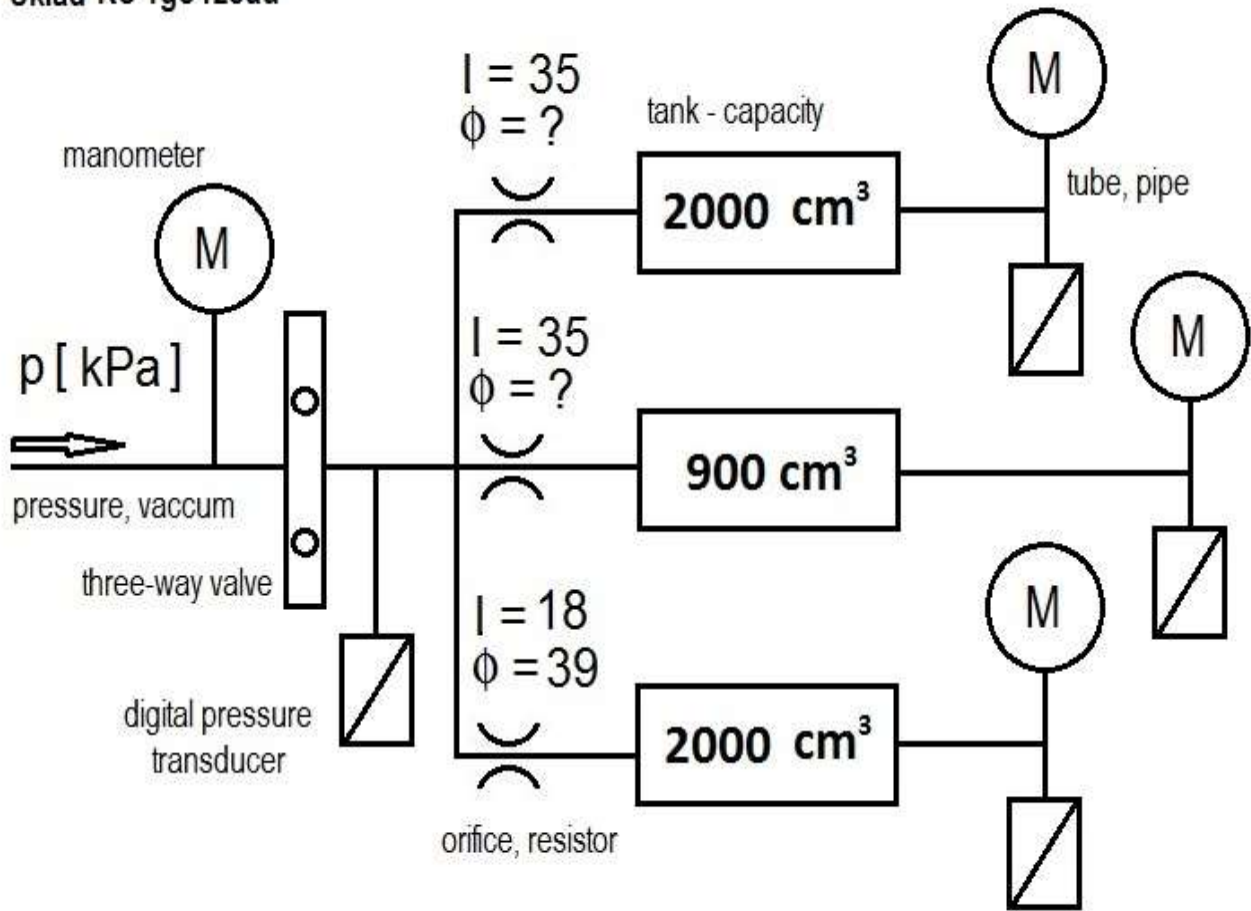 l = 35
ϕ = ?
tank - capacity
M
manometer
2000 cm³
tube, pipe
M
p [ kPa ]
l = 35
ϕ = ?
M
900 cm³
pressure, vaccum
three-way valve
l = 18
ϕ = 39
M
digital pressure
transducer
2000 cm³
orifice, resistor